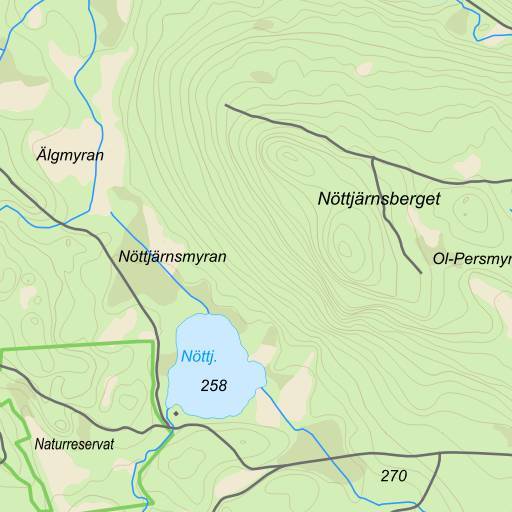 Älgmyran
Nöttjärnsberget
Nöttjärnsmyran
Ol-Persmyr
Nöttj.
258
Naturreservat
270